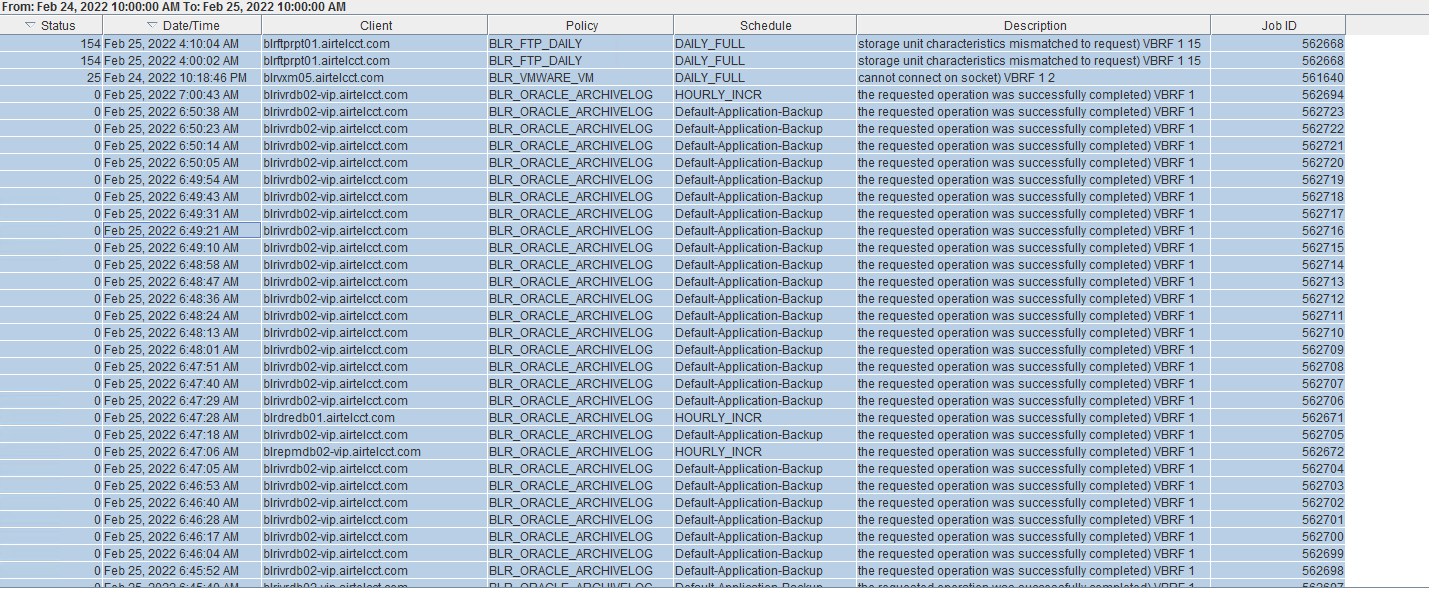 From: Feb 24, 2022 10:00:00 AM To: Feb 25, 2022 10:00:00 AM
Status Date/Time Client Policy Schedule Description Job ID
154 Feb 25, 2022 4:10:04 AM blrftprpt01.airtelcct.com BLR_FTP_DAILY DAILY_FULL storage unit characteristics mismatched to request) VBRF 1 15 562668
154 Feb 25, 2022 4:00:02 AM blrftprpt01.airtelcct.com BLR_FTP_DAILY DAILY_FULL storage unit characteristics mismatched to request) VBRF 1 15 562668
25 Feb 24, 2022 10:18:46 PM blrvxm05.airtelcct.com BLR_VMWARE_VM DAILY_FULL cannot connect on socket) VBRF 1 2 561640
0 Feb 25, 2022 7:00:43 AM blrivrdb02-vip.airtelcct.com BLR_ORACLE_ARCHIVELOG HOURLY_INCR the requested operation was successfully completed) VBRF 1 562694
0 Feb 25, 2022 6:50:38 AM blrivrdb02-vip.airtelcct.com BLR_ORACLE_ARCHIVELOG Default-Application-Backup the requested operation was successfully completed) VBRF 1 562723
0 Feb 25, 2022 6:50:23 AM blrivrdb02-vip.airtelcct.com BLR_ORACLE_ARCHIVELOG Default-Application-Backup the requested operation was successfully completed) VBRF 1 562722
0 Feb 25, 2022 6:50:14 AM blrivrdb02-vip.airtelcct.com BLR_ORACLE_ARCHIVELOG Default-Application-Backup the requested operation was successfully completed) VBRF 1 562721
0 Feb 25, 2022 6:50:05 AM blrivrdb02-vip.airtelcct.com BLR_ORACLE_ARCHIVELOG Default-Application-Backup the requested operation was successfully completed) VBRF 1 562720
0 Feb 25, 2022 6:49:54 AM blrivrdb02-vip.airtelcct.com BLR_ORACLE_ARCHIVELOG Default-Application-Backup the requested operation was successfully completed) VBRF 1 562719
0 Feb 25, 2022 6:49:43 AM blrivrdb02-vip.airtelcct.com BLR_ORACLE_ARCHIVELOG Default-Application-Backup the requested operation was successfully completed) VBRF 1 562718
0 Feb 25, 2022 6:49:31 AM blrivrdb02-vip.airtelcct.com BLR_ORACLE_ARCHIVELOG Default-Application-Backup the requested operation was successfully completed) VBRF 1 562717
0 Feb 25, 2022 6:49:21 AM blrivrdb02-vip.airtelcct.com BLR_ORACLE_ARCHIVELOG Default-Application-Backup the requested operation was successfully completed) VBRF 1 562716
0 Feb 25, 2022 6:49:10 AM blrivrdb02-vip.airtelcct.com BLR_ORACLE_ARCHIVELOG Default-Application-Backup the requested operation was successfully completed) VBRF 1 562715
0 Feb 25, 2022 6:48:58 AM blrivrdb02-vip.airtelcct.com BLR_ORACLE_ARCHIVELOG Default-Application-Backup the requested operation was successfully completed) VBRF 1 562714
0 Feb 25, 2022 6:48:47 AM blrivrdb02-vip.airtelcct.com BLR_ORACLE_ARCHIVELOG Default-Application-Backup the requested operation was successfully completed) VBRF 1 562713
0 Feb 25, 2022 6:48:36 AM blrivrdb02-vip.airtelcct.com BLR_ORACLE_ARCHIVELOG Default-Application-Backup the requested operation was successfully completed) VBRF 1 562712
0 Feb 25, 2022 6:48:24 AM blrivrdb02-vip.airtelcct.com BLR_ORACLE_ARCHIVELOG Default-Application-Backup the requested operation was successfully completed) VBRF 1 562711
0 Feb 25, 2022 6:48:13 AM blrivrdb02-vip.airtelcct.com BLR_ORACLE_ARCHIVELOG Default-Application-Backup the requested operation was successfully completed) VBRF 1 562710
0 Feb 25, 2022 6:48:01 AM blrivrdb02-vip.airtelcct.com BLR_ORACLE_ARCHIVELOG Default-Application-Backup the requested operation was successfully completed) VBRF 1 562709
0 Feb 25, 2022 6:47:51 AM blrivrdb02-vip.airtelcct.com BLR_ORACLE_ARCHIVELOG Default-Application-Backup the requested operation was successfully completed) VBRF 1 562708
0 Feb 25, 2022 6:47:40 AM blrivrdb02-vip.airtelcct.com BLR_ORACLE_ARCHIVELOG Default-Application-Backup the requested operation was successfully completed) VBRF 1 562707
0 Feb 25, 2022 6:47:29 AM blrivrdb02-vip.airtelcct.com BLR_ORACLE_ARCHIVELOG Default-Application-Backup the requested operation was successfully completed) VBRF 1 562706
0 Feb 25, 2022 6:47:28 AM blrdredb01.airtelcct.com BLR_ORACLE_ARCHIVELOG HOURLY_INCR the requested operation was successfully completed) VBRF 1 562671
0 Feb 25, 2022 6:47:18 AM blrivrdb02-vip.airtelcct.com BLR_ORACLE_ARCHIVELOG Default-Application-Backup the requested operation was successfully completed) VBRF 1 562705
0 Feb 25, 2022 6:47:06 AM blrepmdb02-vip.airtelcct.com BLR_ORACLE_ARCHIVELOG HOURLY_INCR the requested operation was successfully completed) VBRF 1 562672
0 Feb 25, 2022 6:47:05 AM blrivrdb02-vip.airtelcct.com BLR_ORACLE_ARCHIVELOG Default-Application-Backup the requested operation was successfully completed) VBRF 1 562704
0 Feb 25, 2022 6:46:53 AM blrivrdb02-vip.airtelcct.com BLR_ORACLE_ARCHIVELOG Default-Application-Backup the requested operation was successfully completed) VBRF 1 562703
0 Feb 25, 2022 6:46:40 AM blrivrdb02-vip.airtelcct.com BLR_ORACLE_ARCHIVELOG Default-Application-Backup the requested operation was successfully completed) VBRF 1 562702
0 Feb 25, 2022 6:46:28 AM blrivrdb02-vip.airtelcct.com BLR_ORACLE_ARCHIVELOG Default-Application-Backup the requested operation was successfully completed) VBRF 1 562701
0 Feb 25, 2022 6:46:17 AM blrivrdb02-vip.airtelcct.com BLR_ORACLE_ARCHIVELOG Default-Application-Backup the requested operation was successfully completed) VBRF 1 562700
0 Feb 25, 2022 6:46:04 AM blrivrdb02-vip.airtelcct.com BLR_ORACLE_ARCHIVELOG Default-Application-Backup the requested operation was successfully completed) VBRF 1 562699
0 Feb 25, 2022 6:45:52 AM blrivrdb02-vip.airtelcct.com BLR_ORACLE_ARCHIVELOG Default-Application-Backup the requested operation was successfully completed) VBRF 1 562698